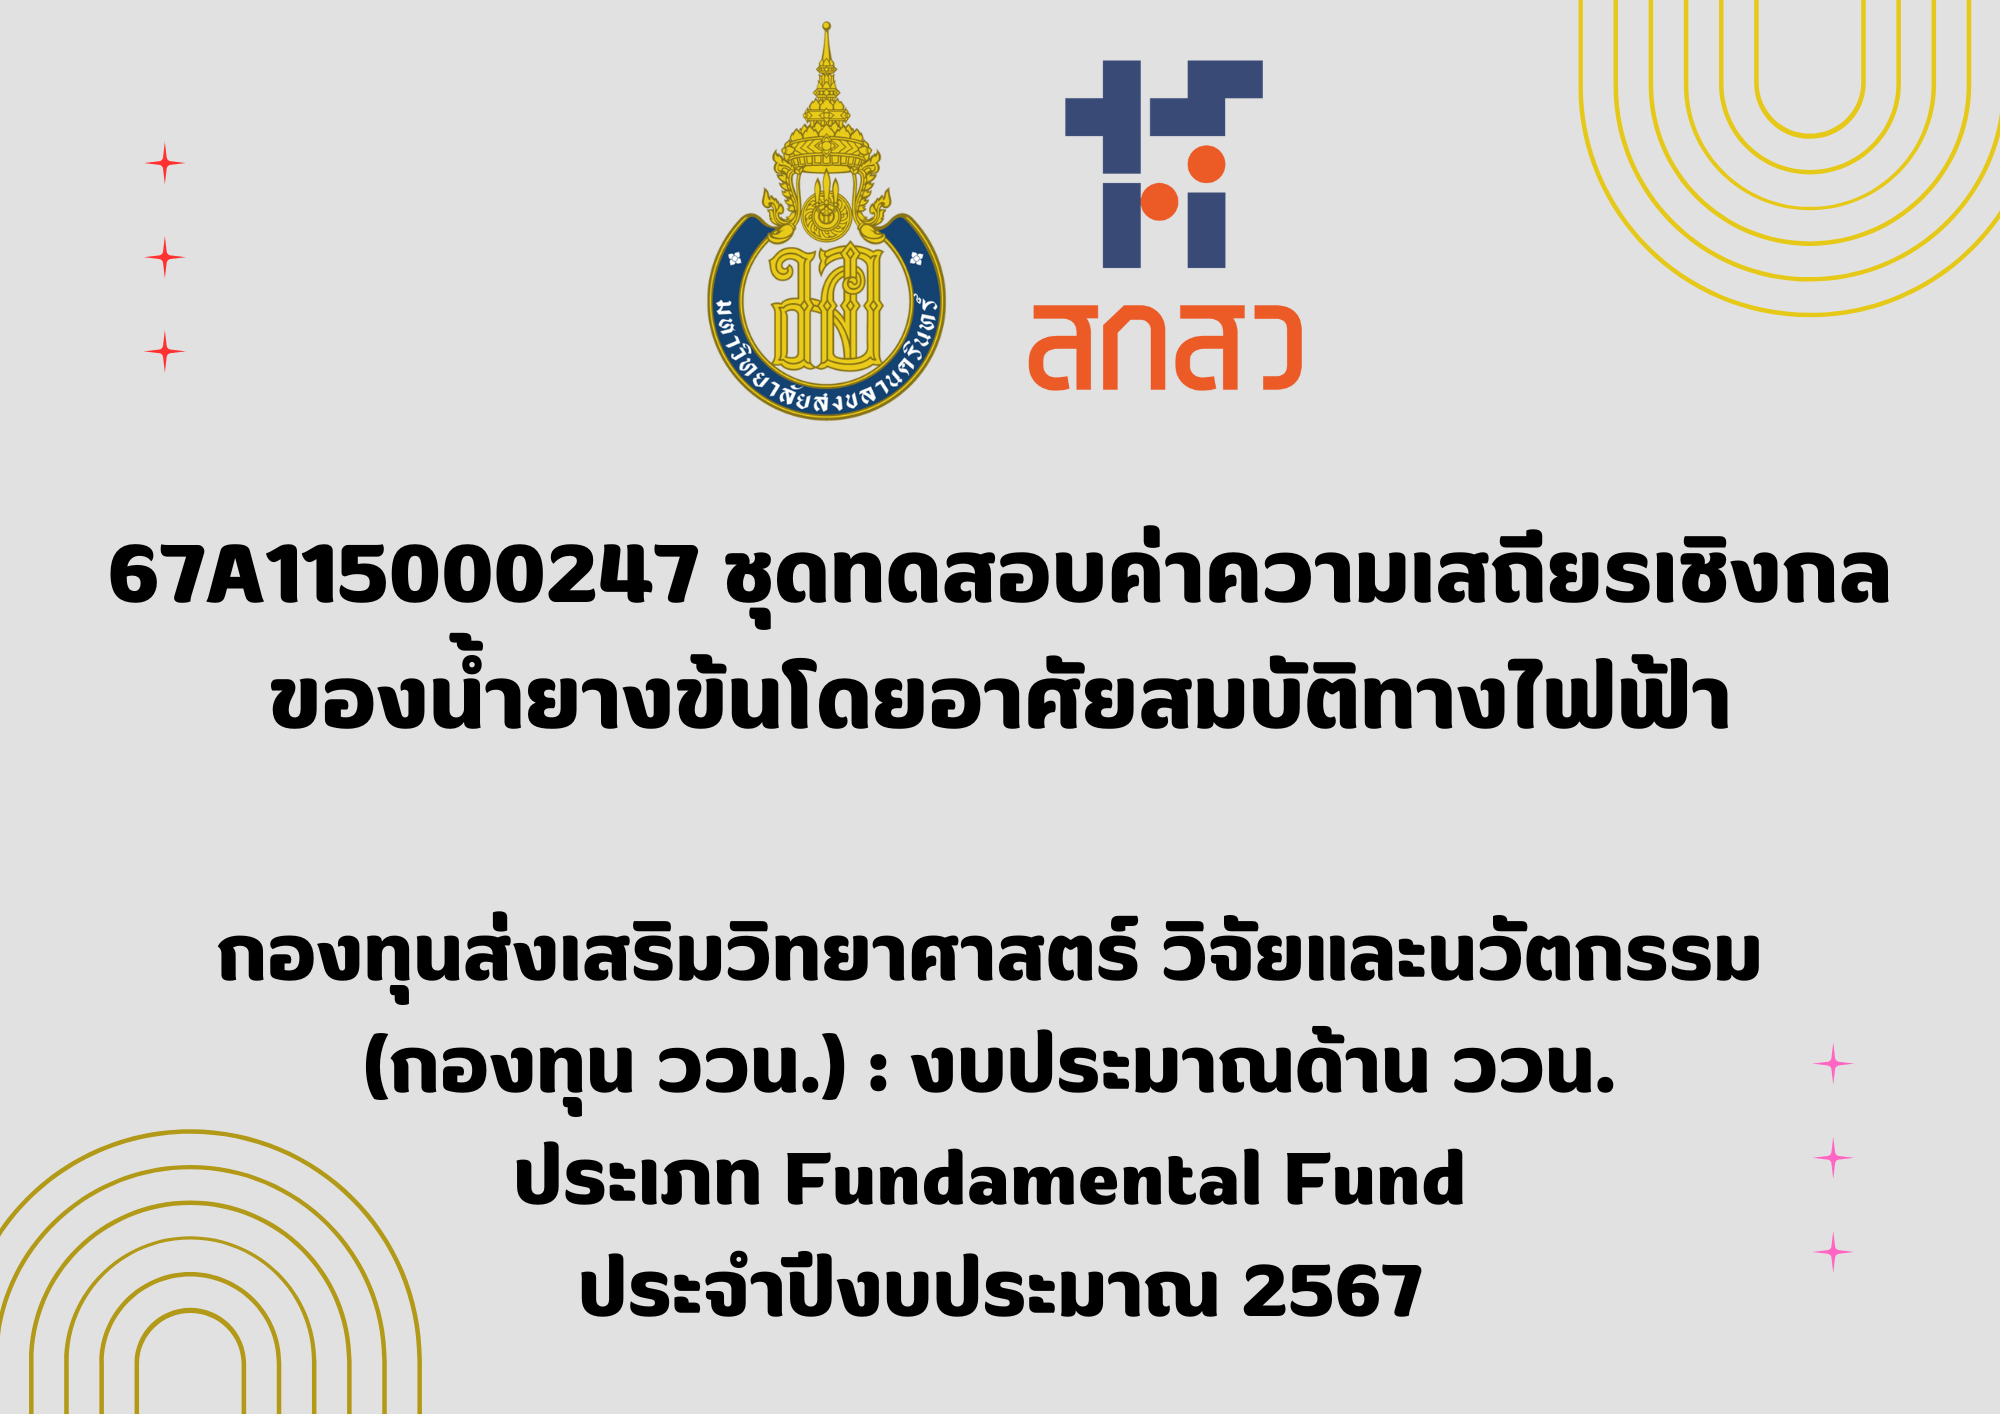 มอ
มหาวิทยาลัยสงขลานครินทร์
สกสว
67A115000247 ชุดทดสอบค่าความเสถียรเชิงกล
ของน้ำยางข้นโดยอาศัยสมบัติทางไฟฟ้า
กองทุนส่งเสริมวิทยาศาสตร์ วิจัยและนวัตกรรม
(กองทุน ววน.) : งบประมาณด้าน ววน.
ประเภท Fundamental Fund
ประจำปีงบประมาณ 2567